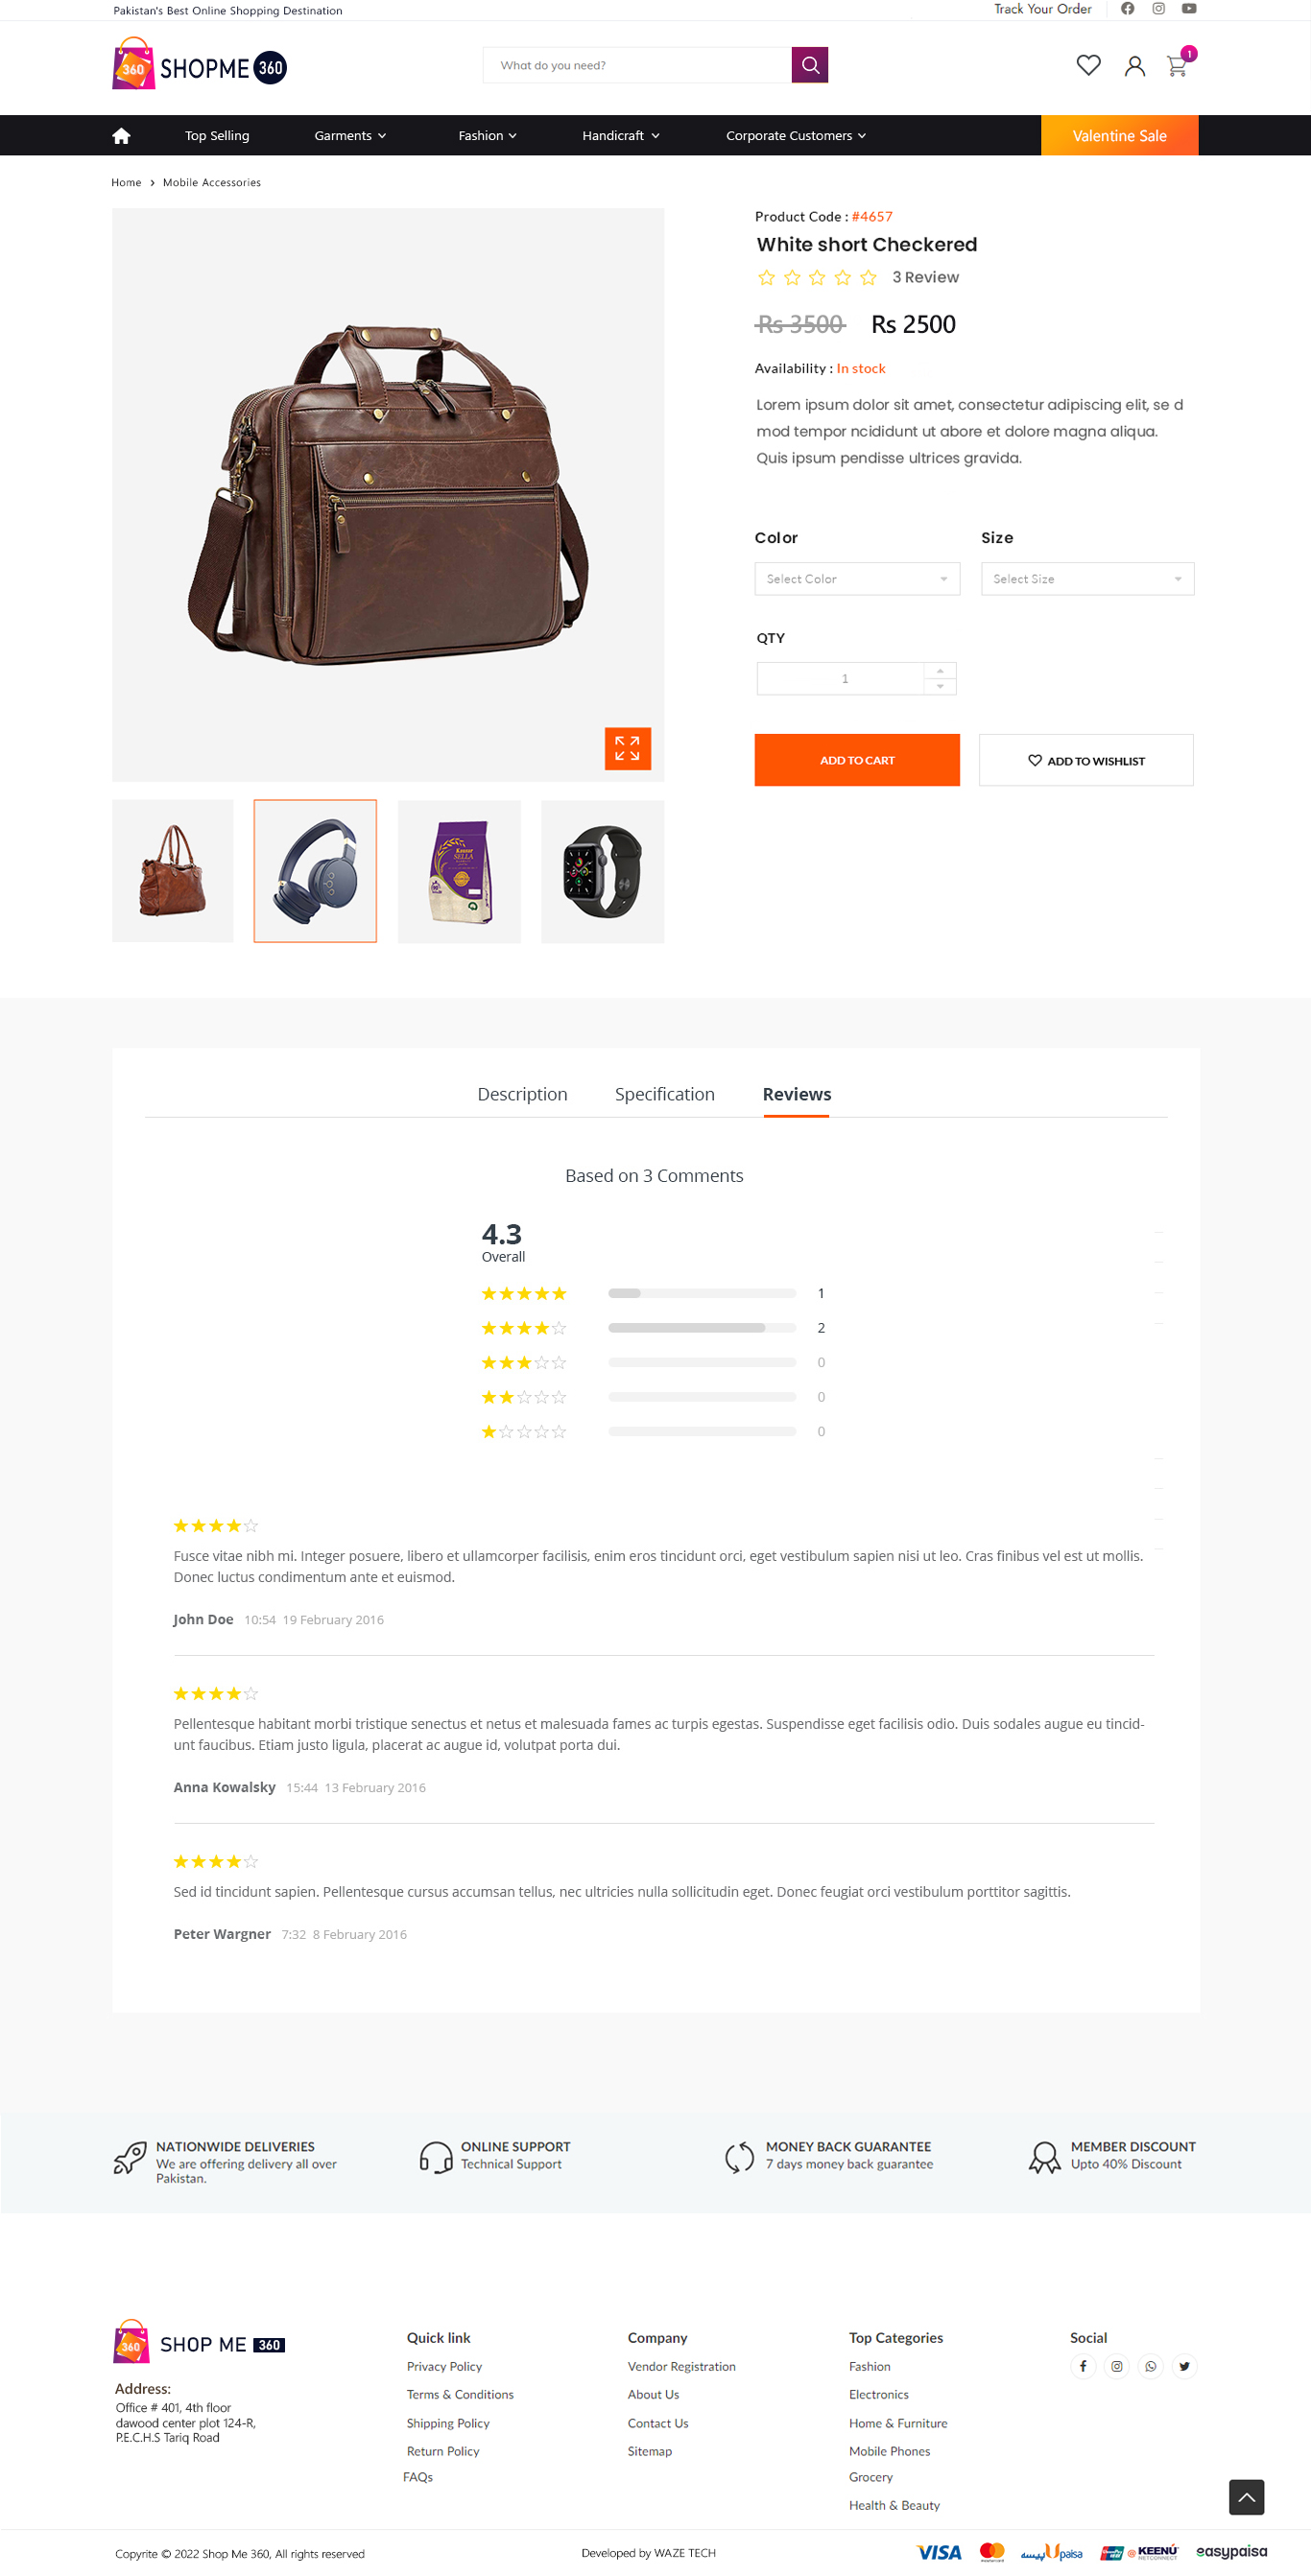 Pakistan's Best Online Shopping Destination
Track Your Order
360 SHOPME 360
What do you need?
1
Top Selling
Garments
Fashion
Handicraft
Corporate Customers
Valentine Sale
Home › Mobile Accessories
Product Code : #4657
White short Checkered
3 Review
Rs 3500 Rs 2500
Availability : In stock
Lorem ipsum dolor sit amet, consectetur adipiscing elit, se d
mod tempor ncididunt ut abore et dolore magna aliqua.
Quis ipsum pendisse ultrices gravida.
Color
Size
Select Color
Select Size
QTY
1
ADD TO CART
ADD TO WISHLIST
SELLA
Description
Specification
Reviews
Based on 3 Comments
4.3
Overall
1
2
0
0
0
Fusce vitae nibh mi. Integer posuere, libero et ullamcorper facilisis, enim eros tincidunt orci, eget vestibulum sapien nisi ut leo. Cras finibus vel est ut mollis.
Donec luctus condimentum ante et euismod.
John Doe 10:54 19 February 2016
Pellentesque habitant morbi tristique senectus et netus et malesuada fames ac turpis egestas. Suspendisse eget facilisis odio. Duis sodales augue eu tincid-
unt faucibus. Etiam justo ligula, placerat ac augue id, volutpat porta dui.
Anna Kowalsky 15:44 13 February 2016
Sed id tincidunt sapien. Pellentesque cursus accumsan tellus, nec ultricies nulla sollicitudin eget. Donec feugiat orci vestibulum porttitor sagittis.
Peter Wargner 7:32 8 February 2016
NATIONWIDE DELIVERIES
We are offering delivery all over
Pakistan.
ONLINE SUPPORT
Technical Support
MONEY BACK GUARANTEE
7 days money back guarantee
MEMBER DISCOUNT
Upto 40% Discount
360 SHOP ME 360
Address:
Office # 401, 4th floor
dawood center plot 124-R,
P.E.C.H.S Tariq Road
Quick link
Privacy Policy
Terms & Conditions
Shipping Policy
Return Policy
FAQs
Company
Vendor Registration
About Us
Contact Us
Sitemap
Top Categories
Fashion
Electronics
Home & Furniture
Mobile Phones
Grocery
Health & Beauty
Social
Copyrite © 2022 Shop Me 360, All rights reserved
Developed by WAZE TECH
VISA
Upaisa
KEENU
NETCONNECT
easypaisa